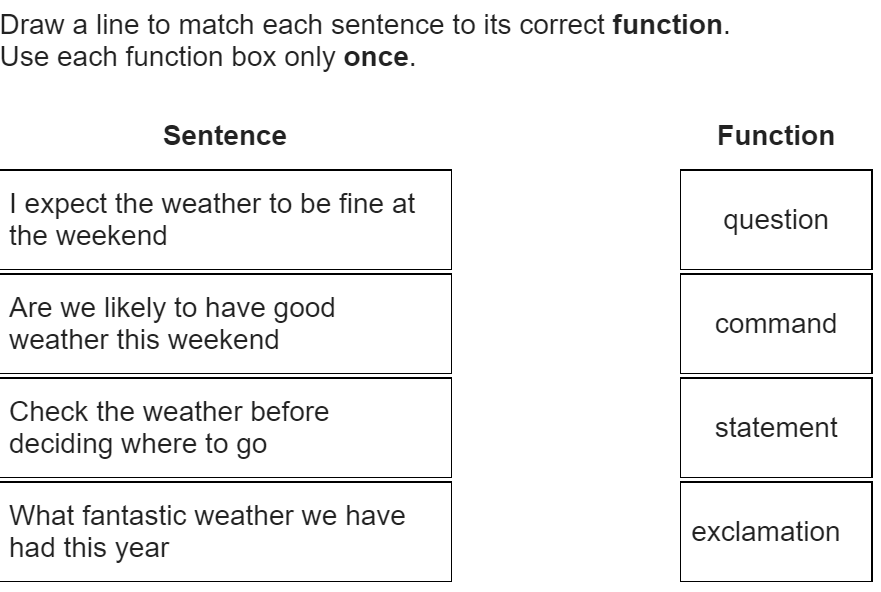 Draw a line to match each sentence to its correct function.
Use each function box only once.
Sentence
Function
I expect the weather to be fine at
the weekend
question
Are we likely to have good
weather this weekend
command
Check the weather before
deciding where to go
statement
What fantastic weather we have
had this year
exclamation